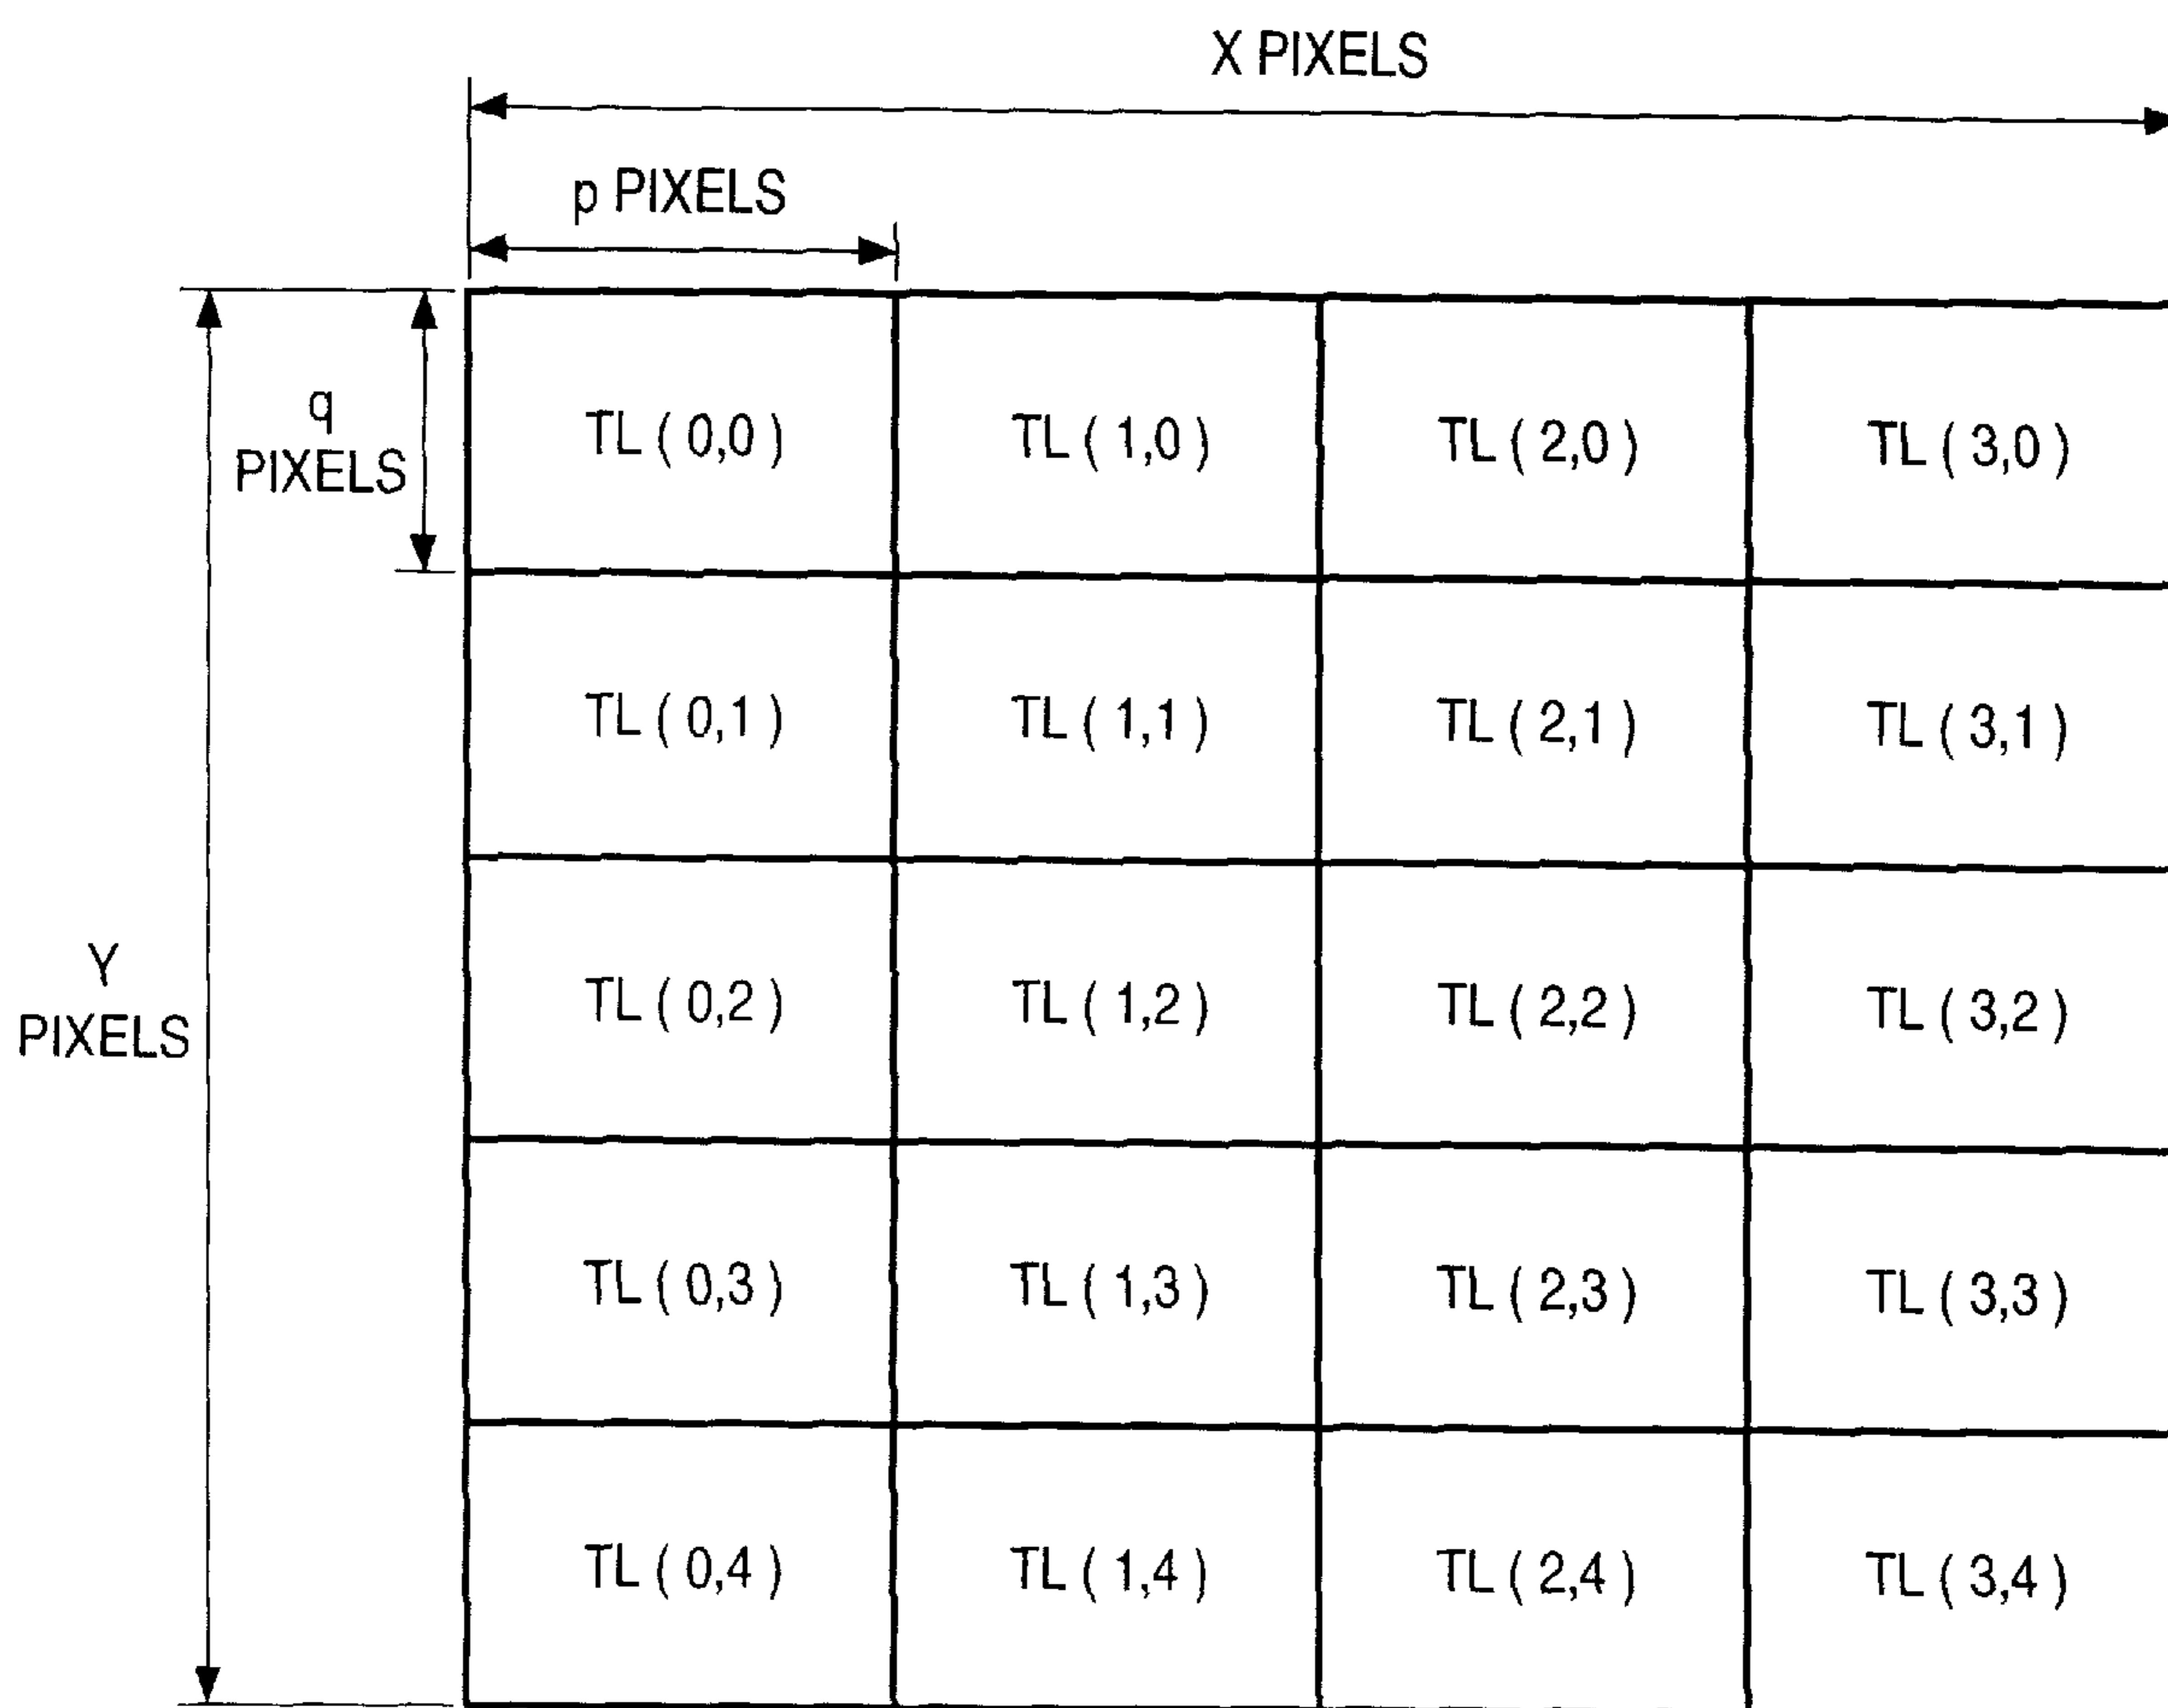 X PIXELS
p PIXELS
q
PIXELS
TL ( 0,0 ) TL ( 1,0 ) TL ( 2,0 ) TL ( 3,0 )
TL ( 0,1 ) TL ( 1,1 ) TL ( 2,1 ) TL ( 3,1 )
Y
PIXELS
TL ( 0,2 ) TL ( 1,2 ) TL ( 2,2 ) TL ( 3,2 )
TL ( 0,3 ) TL ( 1,3 ) TL ( 2,3 ) TL ( 3,3 )
TL ( 0,4 ) TL ( 1,4 ) TL ( 2,4 ) TL ( 3,4 )